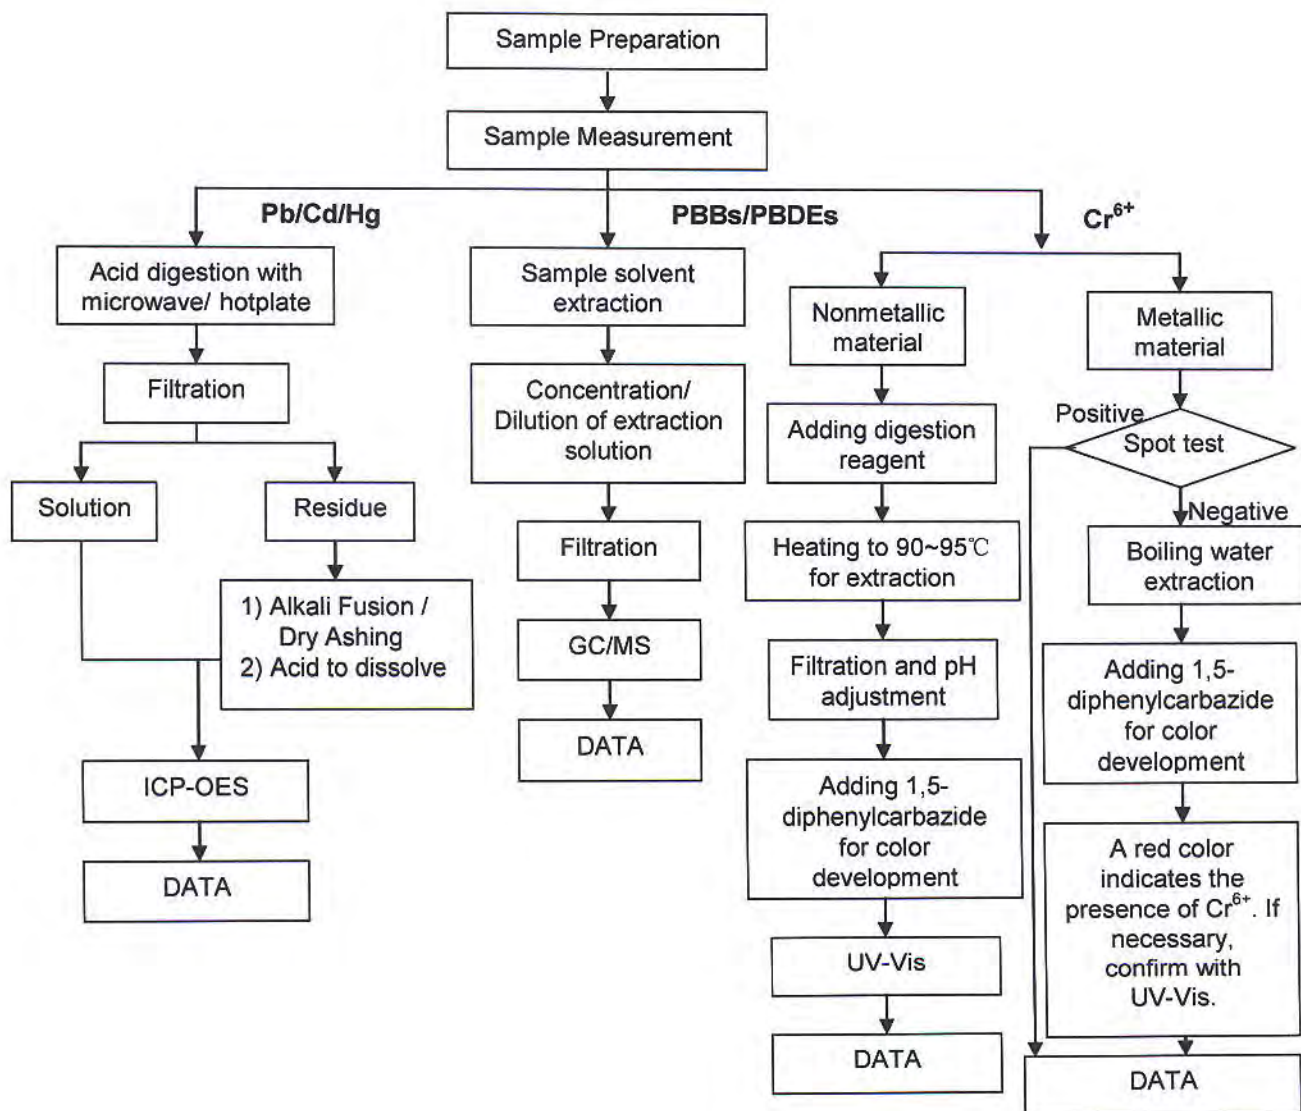 Sample Preparation
Sample Measurement
Pb/Cd/Hg
PBBs/PBDEs
Cr⁶⁺
Acid digestion with
microwave/ hotplate
Filtration
Solution
Residue
1) Alkali Fusion /
Dry Ashing
2) Acid to dissolve
ICP-OES
DATA
Sample solvent
extraction
Concentration/
Dilution of extraction
solution
Filtration
GC/MS
DATA
Nonmetallic
material
Adding digestion
reagent
Heating to 90~95℃
for extraction
Filtration and pH
adjustment
Adding 1,5-
diphenylcarbazide
for color
development
UV-Vis
DATA
Metallic
material
Positive
Spot test
Negative
Boiling water
extraction
Adding 1,5-
diphenylcarbazide
for color
development
A red color
indicates the
presence of Cr⁶⁺. If
necessary,
confirm with
UV-Vis.
DATA